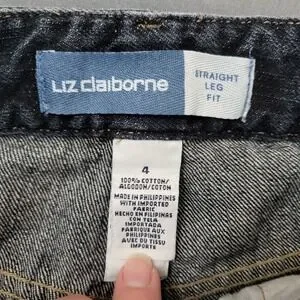 LIZ claiborne
STRAIGHT
LEG
FIT
4
100% COTTON/
ALGODON/COTON
MADE IN PHILIPPINES
WITH IMPORTED
FABRIC
HECHO EN FILIPINAS
CON TELA
IMPORTADA
FABRIQUE AUX
PHILIPPINES
AVEC DU TISSU
IMPORTE